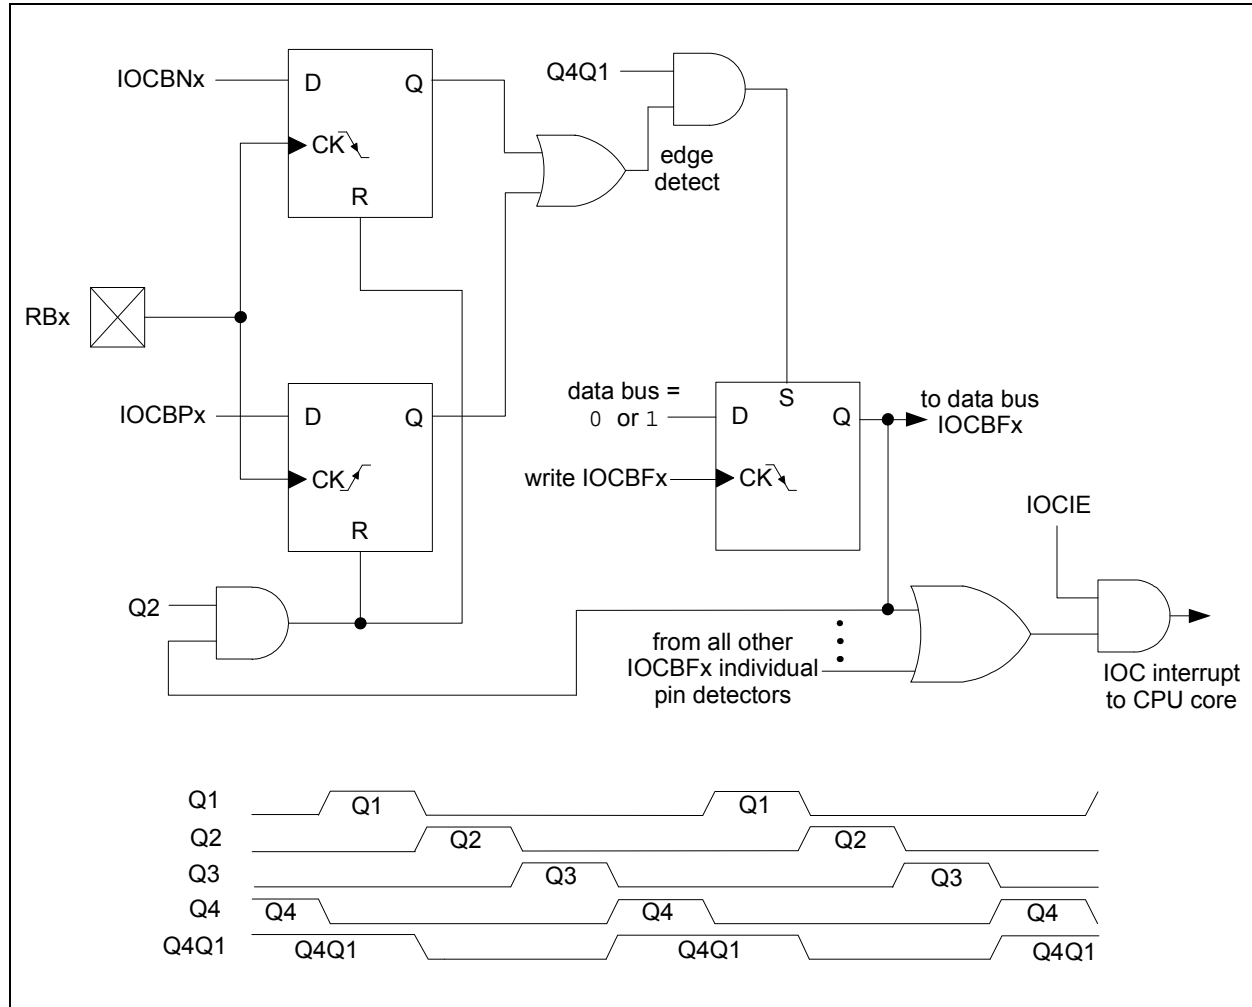 IOCBNx
D
Q
CK
R
Q4Q1
edge
detect
RBx
IOCBPx
D
Q
CK
R
Q2
data bus =
0 or 1
S
D
Q
write IOCBFx
CK
to data bus
IOCBFx
IOCIE
from all other
IOCBFx individual
pin detectors
IOC interrupt
to CPU core
Q1
Q1
Q1
Q2
Q2
Q2
Q3
Q3
Q3
Q4
Q4
Q4
Q4
Q4Q1
Q4Q1
Q4Q1
Q4Q1